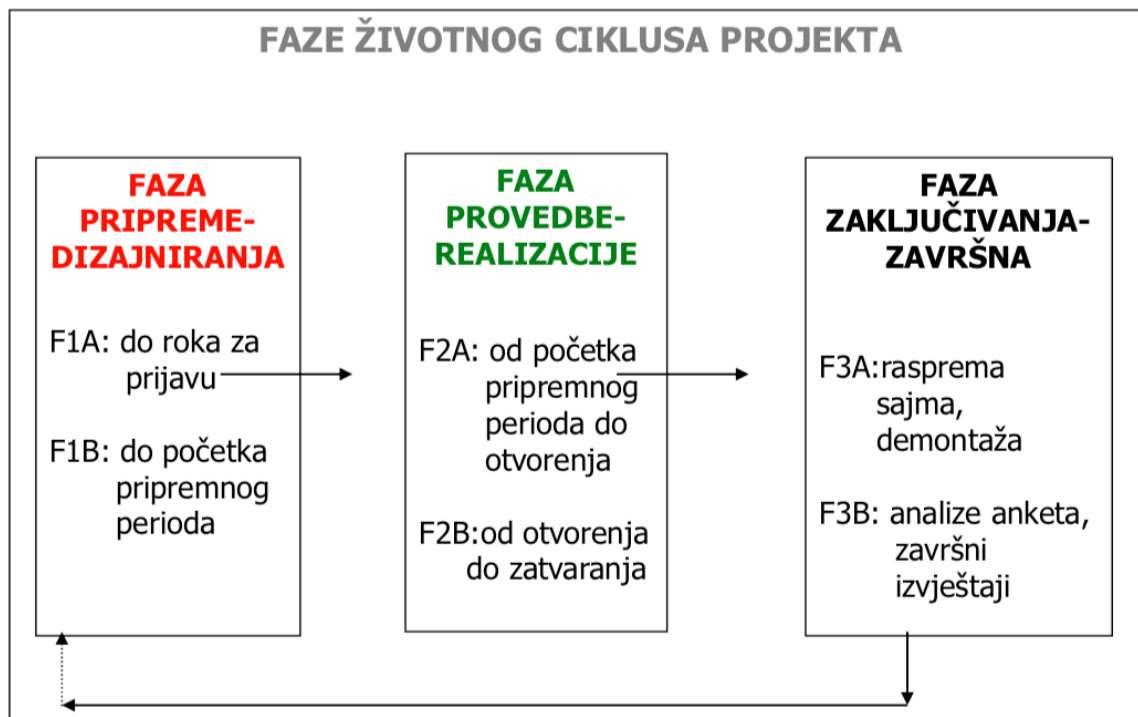 FAZE ŽIVOTNOG CIKLUSA PROJEKTA
FAZA
PRIPREME-
DIZAJNIRANJA
F1A: do roka za
prijavu
F1B: do početka
pripremnog
perioda
FAZA
PROVEDBE-
REALIZACIJE
F2A: od početka
pripremnog
perioda do
otvorenja
F2B:od otvorenja
do zatvaranja
FAZA
ZAKLJUČIVANJA-
ZAVRŠNA
F3A:rasprema
sajma,
demontaža
F3B: analize anketa,
završni
izvještaji